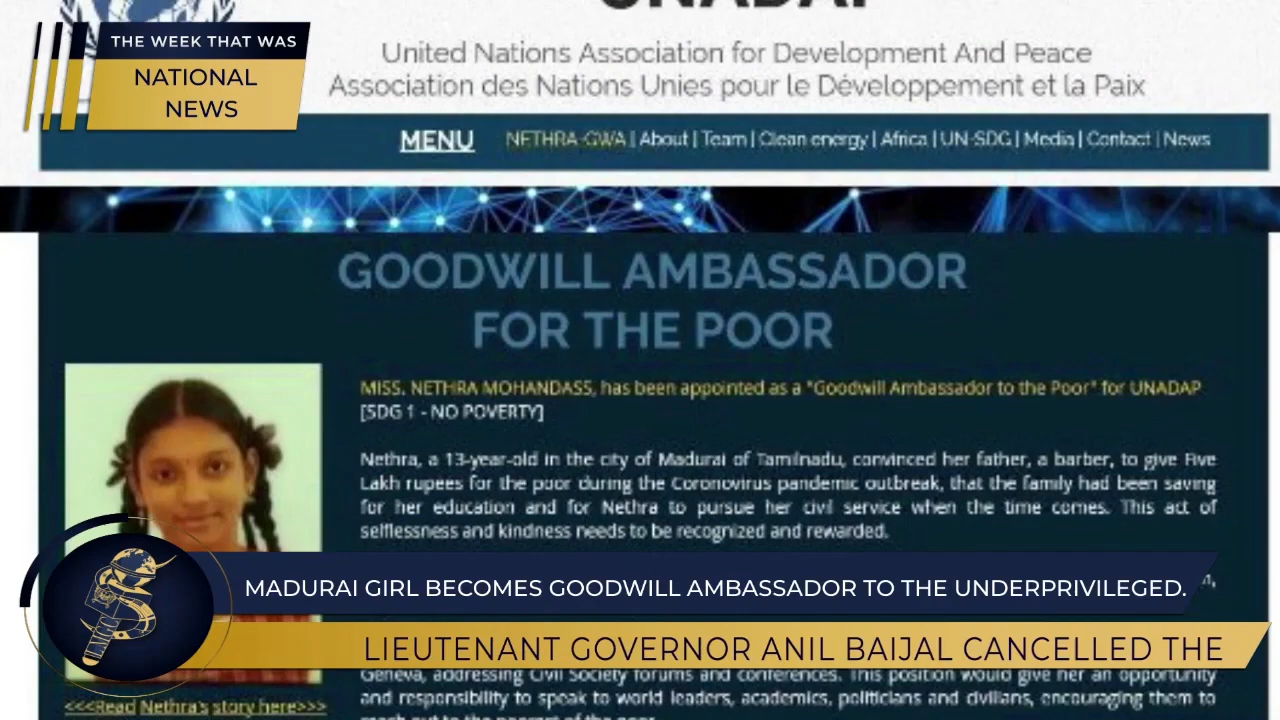 THE WEEK THAT WAS
NATIONAL
NEWS
United Nations Association for Development And Peace
Association des Nations Unies pour le Développement et la Paix
MENU NETHRA-GWA | About | Team | Clean energy | Africa | UN-SDG | Media | Contact | News
GOODWILL AMBASSADOR
FOR THE POOR
MISS. NETHRA MOHANDASS, has been appointed as a "Goodwill Ambassador to the Poor" for UNADAP
[SDG 1 - NO POVERTY]
Nethra, a 13-year-old in the city of Madurai of Tamilnadu, convinced her father, a barber, to give Five
Lakh rupees for the poor during the Coronovirus pandemic outbreak, that the family had been saving
for her education and for Nethra to pursue her civil service when the time comes. This act of
selflessness and kindness needs to be recognized and rewarded.
MADURAI GIRL BECOMES GOODWILL AMBASSADOR TO THE UNDERPRIVILEGED.
LIEUTENANT GOVERNOR ANIL BAIJAL CANCELLED THE
Geneva, addressing Civil Society forums and conferences. This position would give her an opportunity
and responsibility to speak to world leaders, academics, politicians and civilians, encouraging them to
<<<Read Nethra's story here>>>